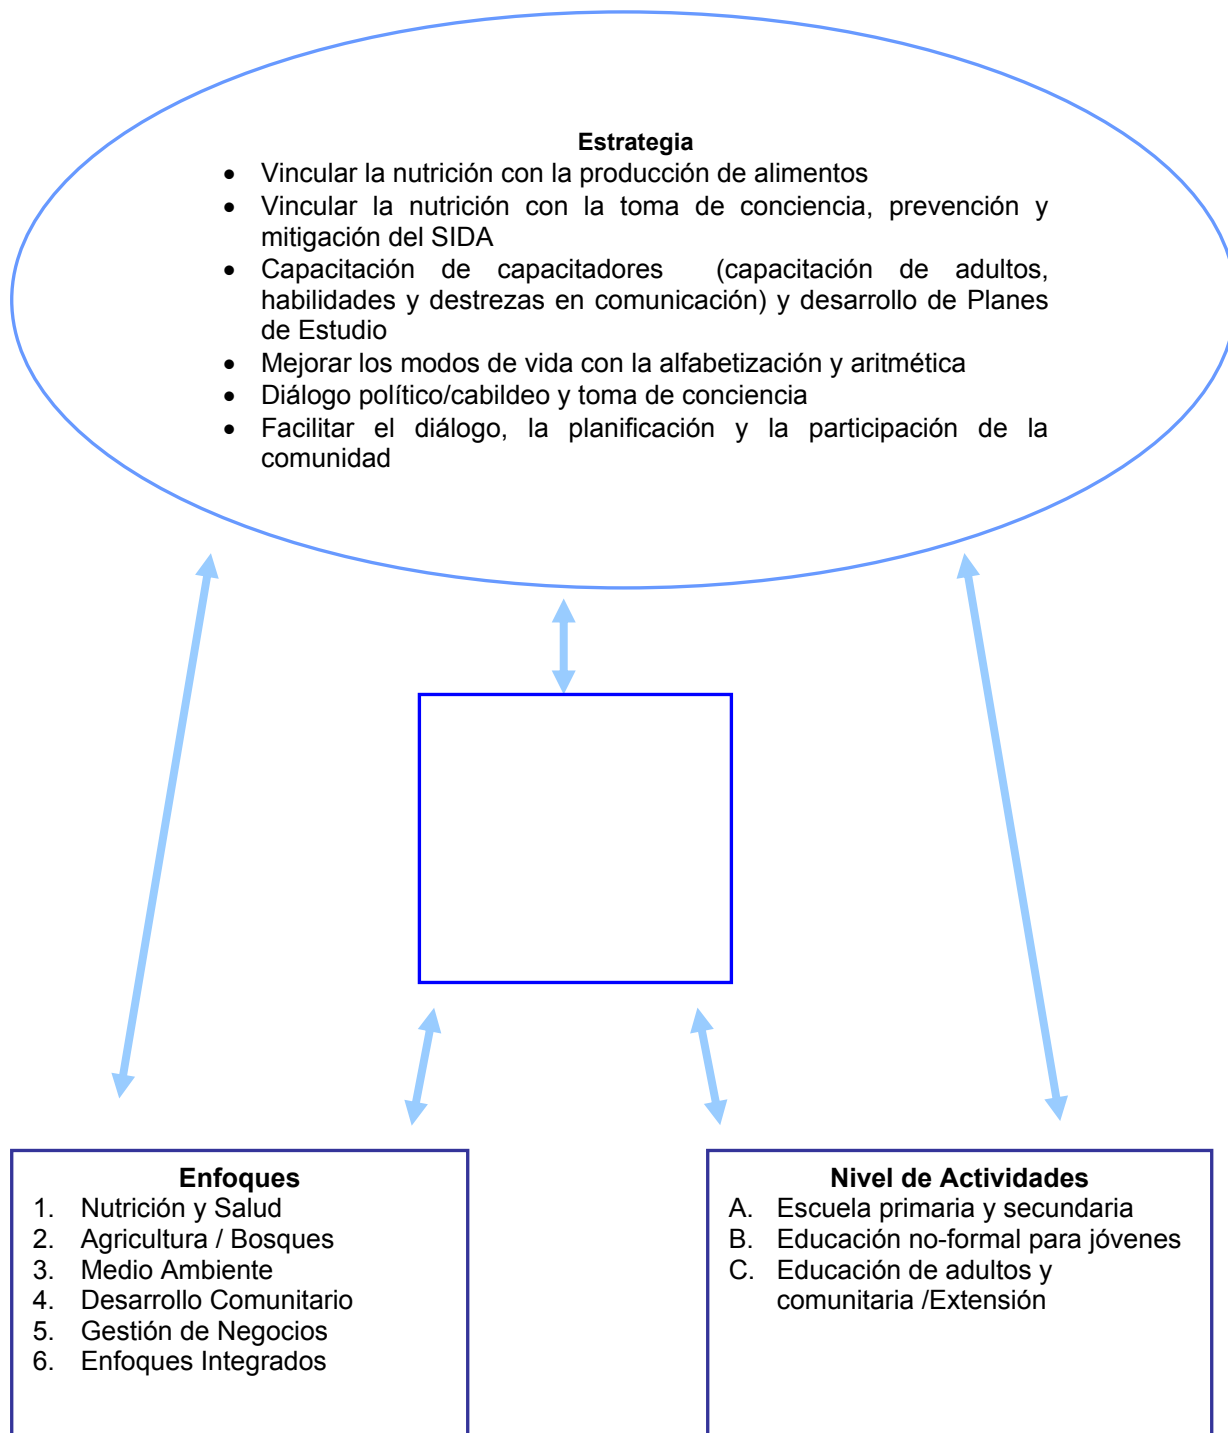 Estrategia
• Vincular la nutrición con la producción de alimentos
• Vincular la nutrición con la toma de conciencia, prevención y
mitigación del SIDA
• Capacitación de capacitadores (capacitación de adultos,
habilidades y destrezas en comunicación) y desarrollo de Planes
de Estudio
• Mejorar los modos de vida con la alfabetización y aritmética
• Diálogo político/cabildeo y toma de conciencia
• Facilitar el diálogo, la planificación y la participación de la
comunidad
Enfoques
1. Nutrición y Salud
2. Agricultura / Bosques
3. Medio Ambiente
4. Desarrollo Comunitario
5. Gestión de Negocios
6. Enfoques Integrados
Nivel de Actividades
A. Escuela primaria y secundaria
B. Educación no-formal para jóvenes
C. Educación de adultos y
comunitaria /Extensión